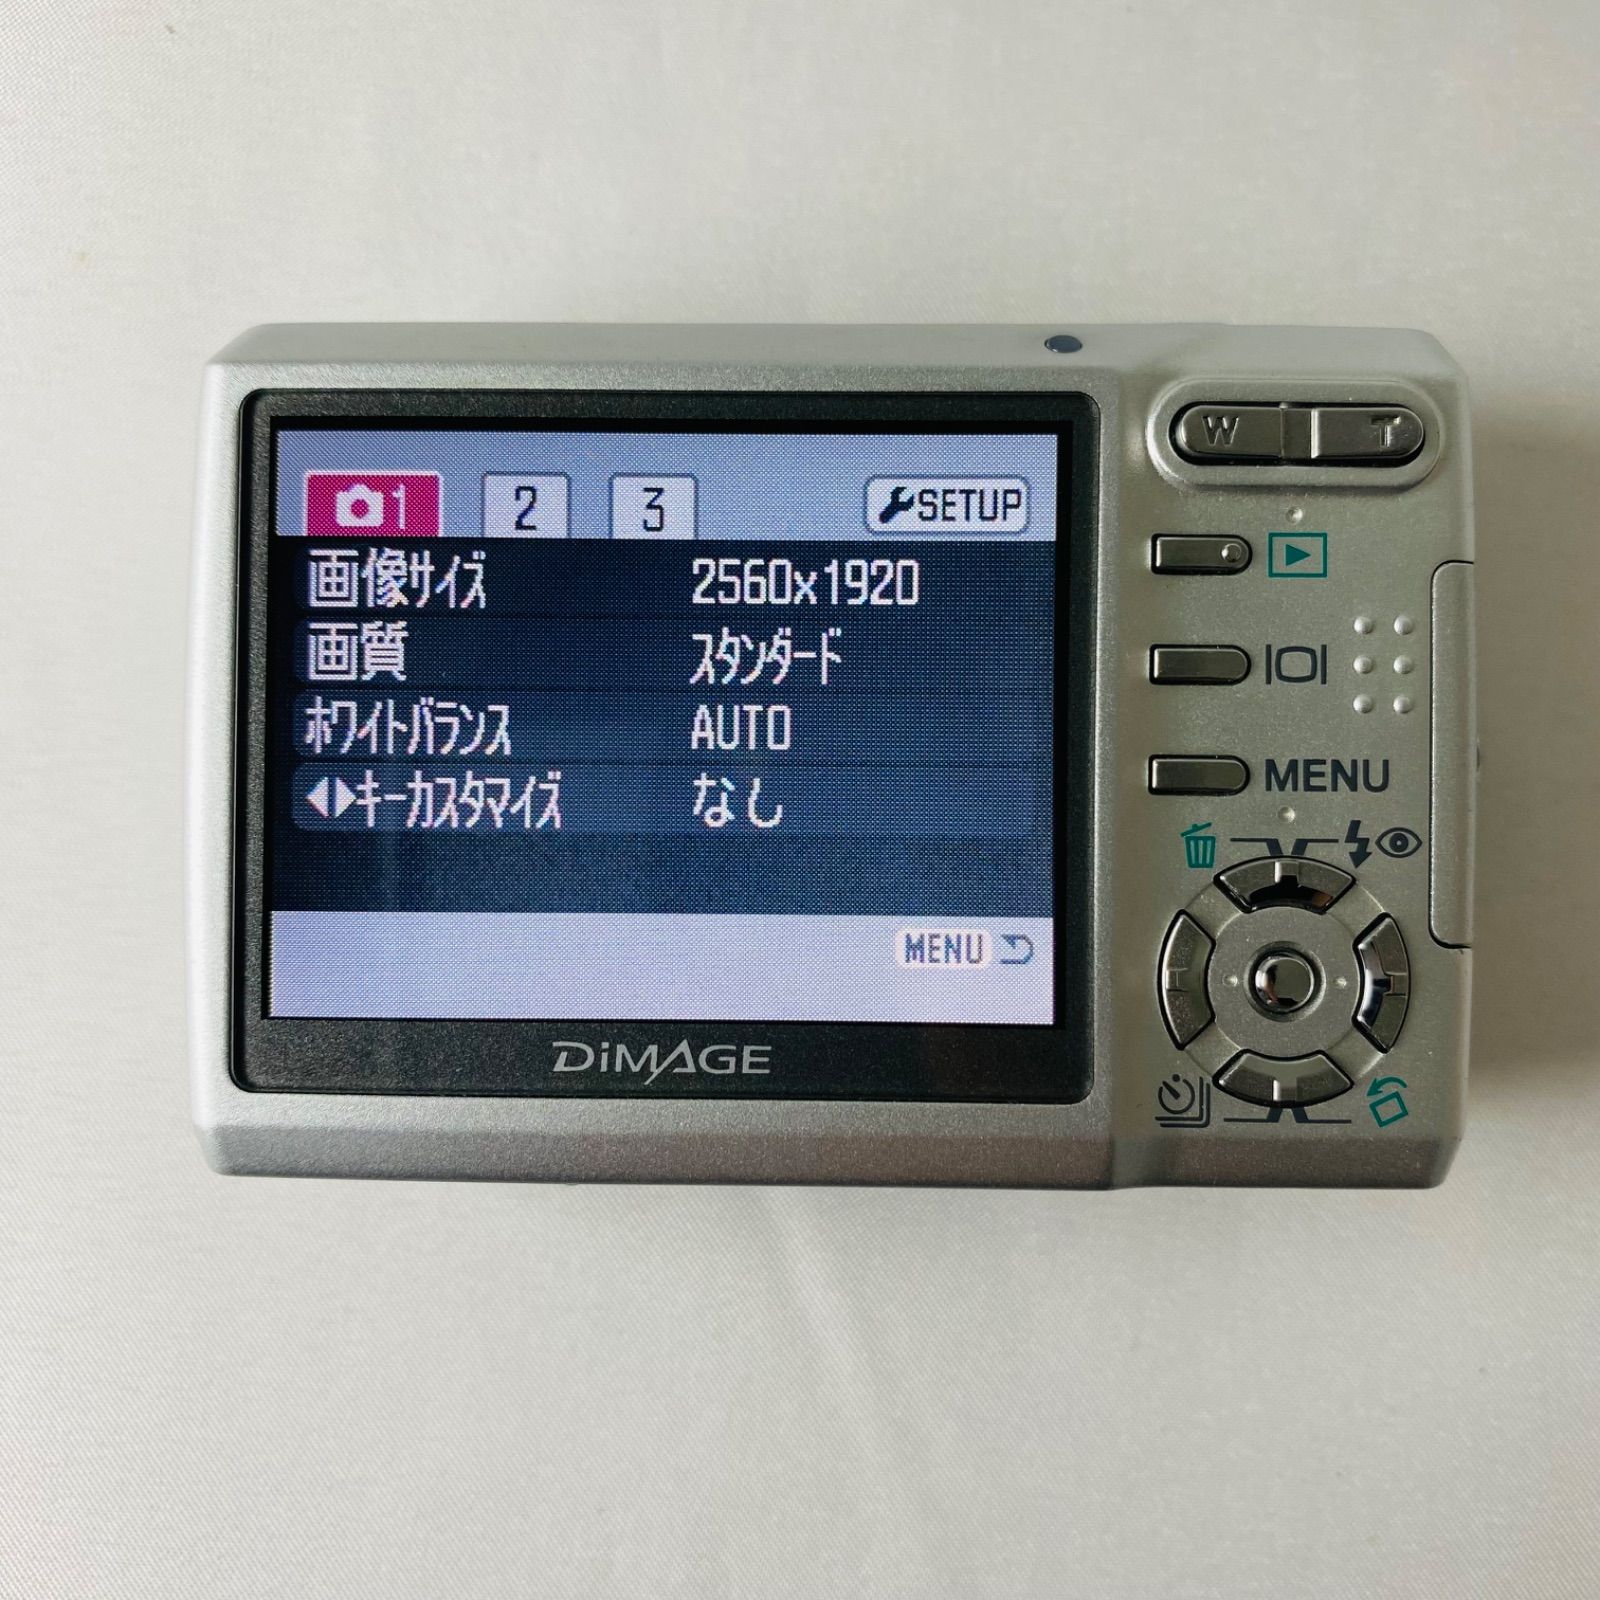 1 2 3 SETUP
画像サイズ 2560x1920
画質 スタンダード
ホワイトバランス AUTO
◀▶キーカスタマイズ なし
MENU
DiMAGE
W T
MENU